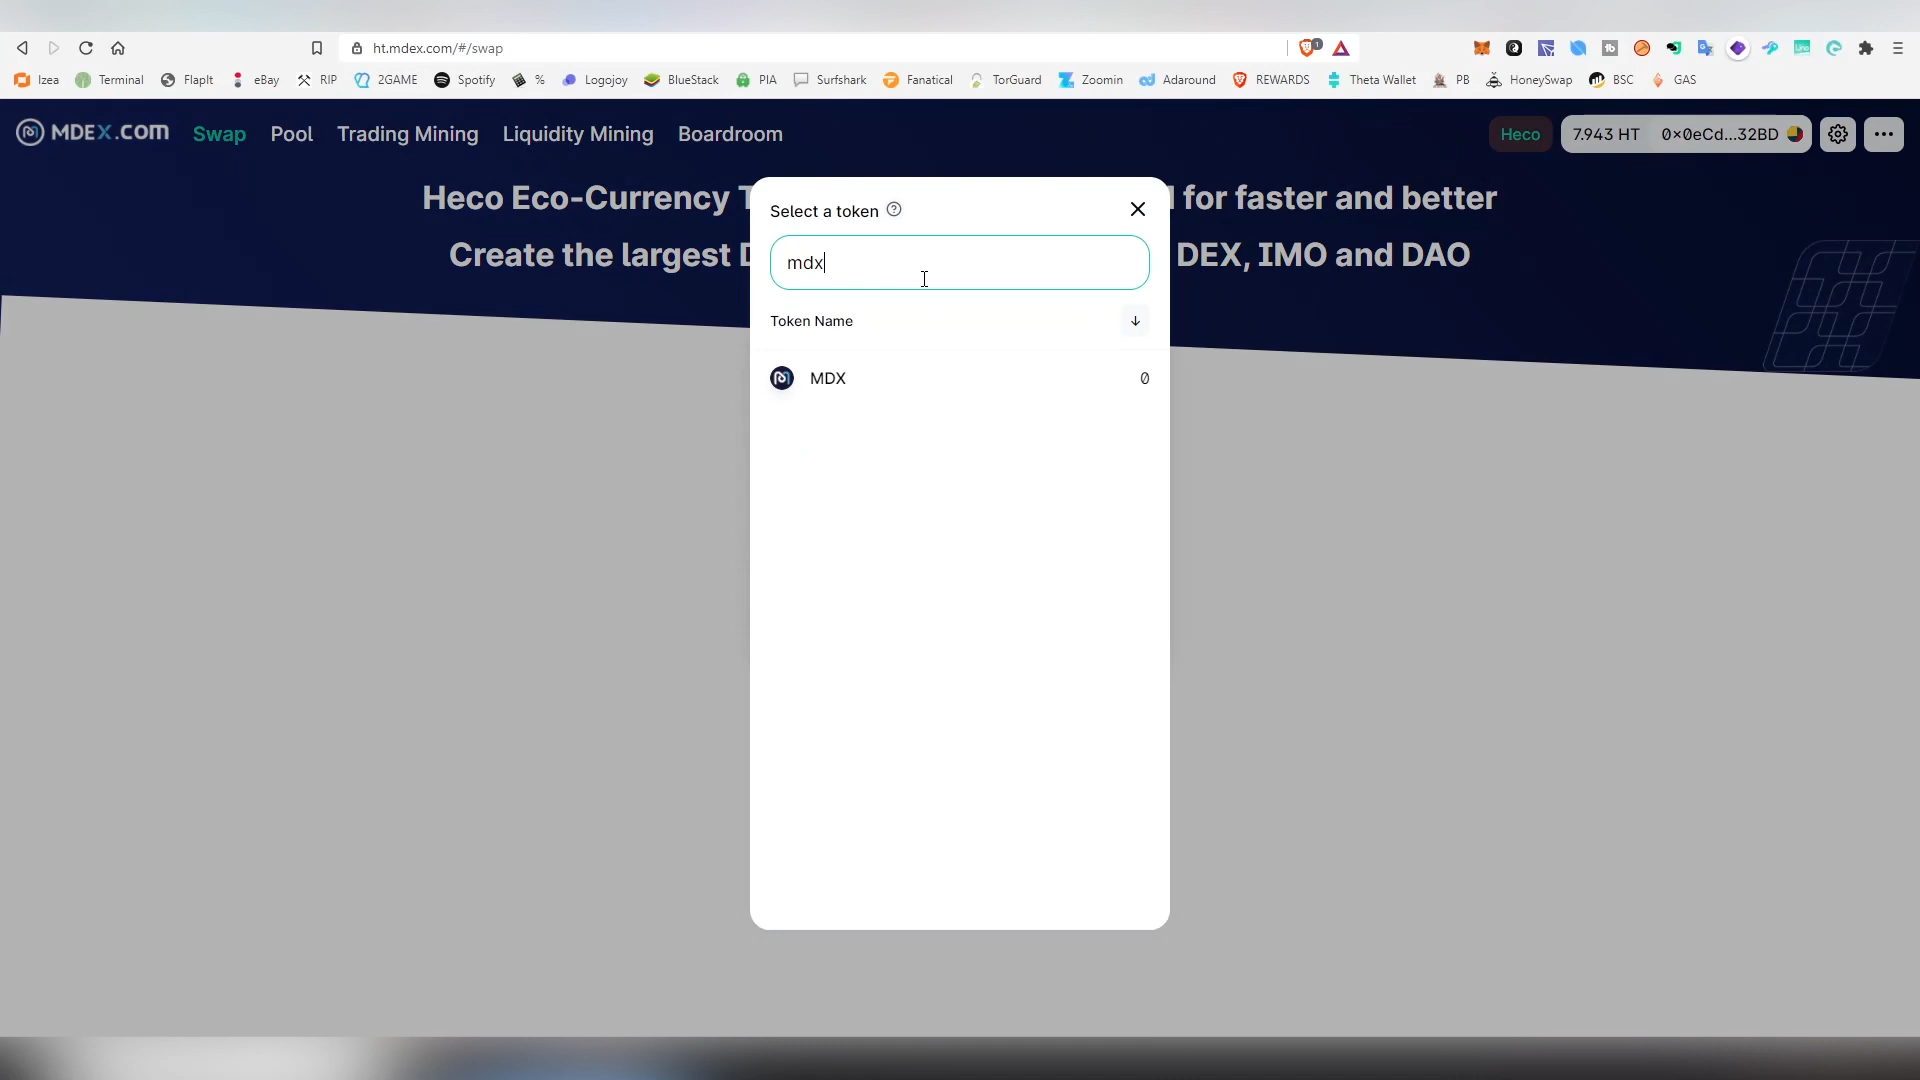 ht.mdex.com/#/swap
1
Izea Terminal FlapIt eBay RIP 2GAME Spotify % Logojoy BlueStack PIA Surfshark Fanatical TorGuard Zoomin Adaround REWARDS Theta Wallet PB HoneySwap BSC GAS
MDEX.COM Swap Pool Trading Mining Liquidity Mining Boardroom Heco 7.943 HT 0x0eCd...32BD
Heco Eco-Currency for faster and better
Create the largest DEX, IMO and DAO
Select a token ?
mdx
Token Name
MDX 0